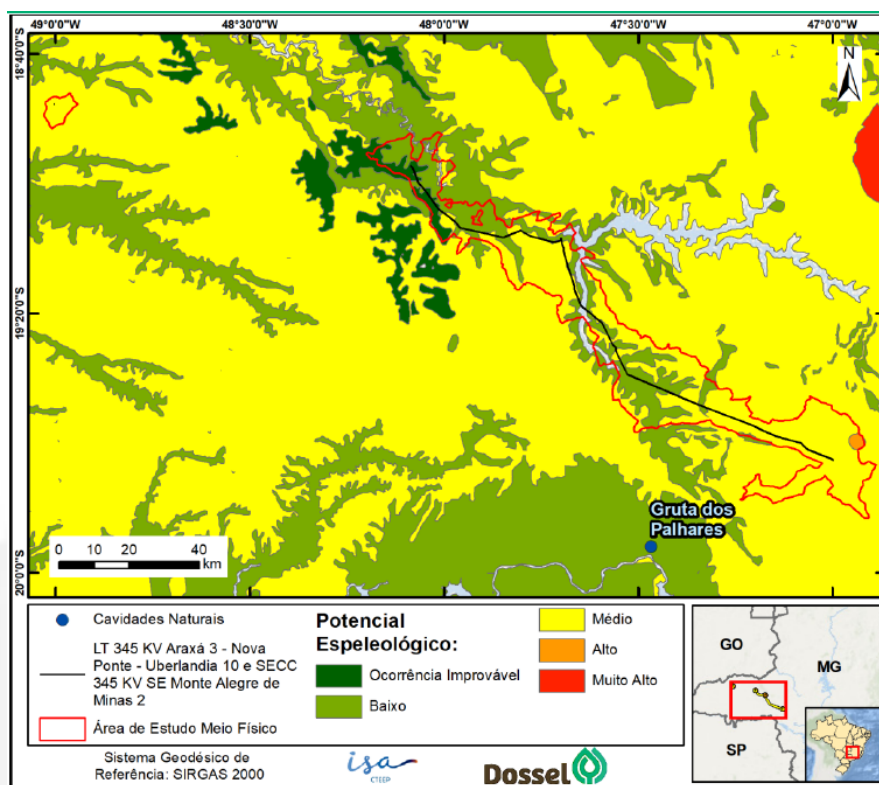 49°0'0"W
48°30'0"W
48°0'0"W
47°30'0"W
47°0'0"W
18°40'0"S
19°20'0"S
20°0'0"S
N
Gruta dos
Palhares
0 10 20 40
km
Cavidades Naturais
LT 345 KV Araxá 3 - Nova
Ponte - Uberlandia 10 e SECC
345 KV SE Monte Alegre de
Minas 2
Área de Estudo Meio Físico
Potencial
Espeleológico:
Ocorrência Improvável
Baixo
Médio
Alto
Muito Alto
GO
MG
SP
Sistema Geodésico de
Referência: SIRGAS 2000
isa
CTEEP
Dossel